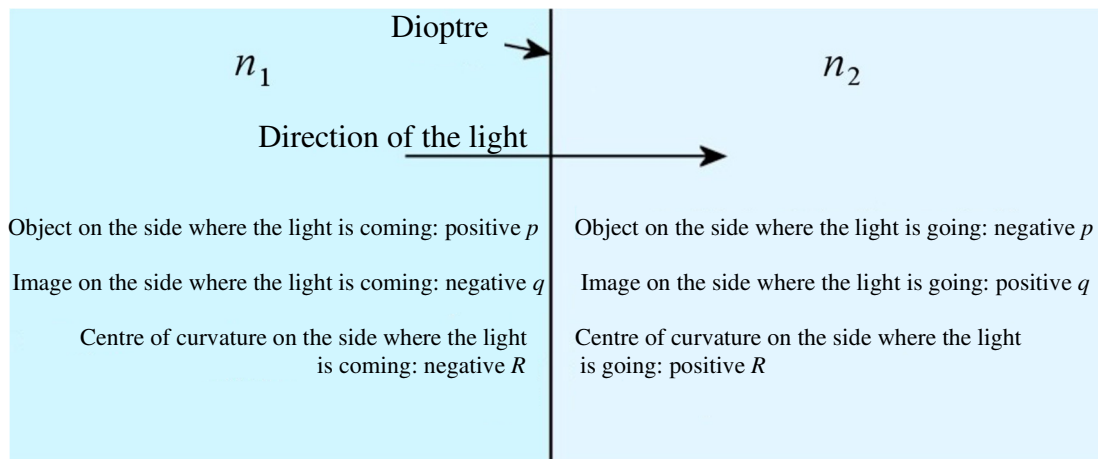 Dioptre
n1
n2
Direction of the light
Object on the side where the light is coming: positive p
Object on the side where the light is going: negative p
Image on the side where the light is coming: negative q
Image on the side where the light is going: positive q
Centre of curvature on the side where the light
is coming: negative R
Centre of curvature on the side where the light
is going: positive R